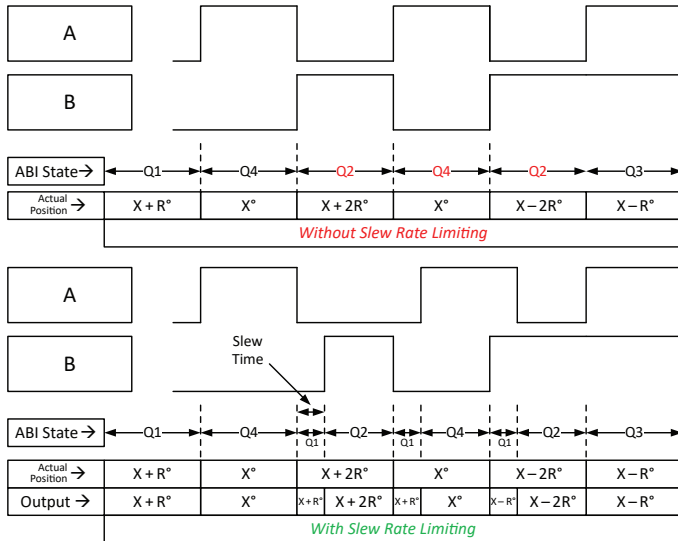 A
B
ABI State → Q1 Q4 Q2 Q4 Q2 Q3
Actual Position → X + R° X° X + 2R° X° X – 2R° X – R°
Without Slew Rate Limiting
A
B
Slew Time
ABI State → Q1 Q4 Q1 Q2 Q1 Q4 Q1 Q2 Q3
Actual Position → X + R° X° X + 2R° X° X – 2R° X – R°
Output → X + R° X° X + R° X + 2R° X + R° X° X – R° X – 2R° X – R°
With Slew Rate Limiting